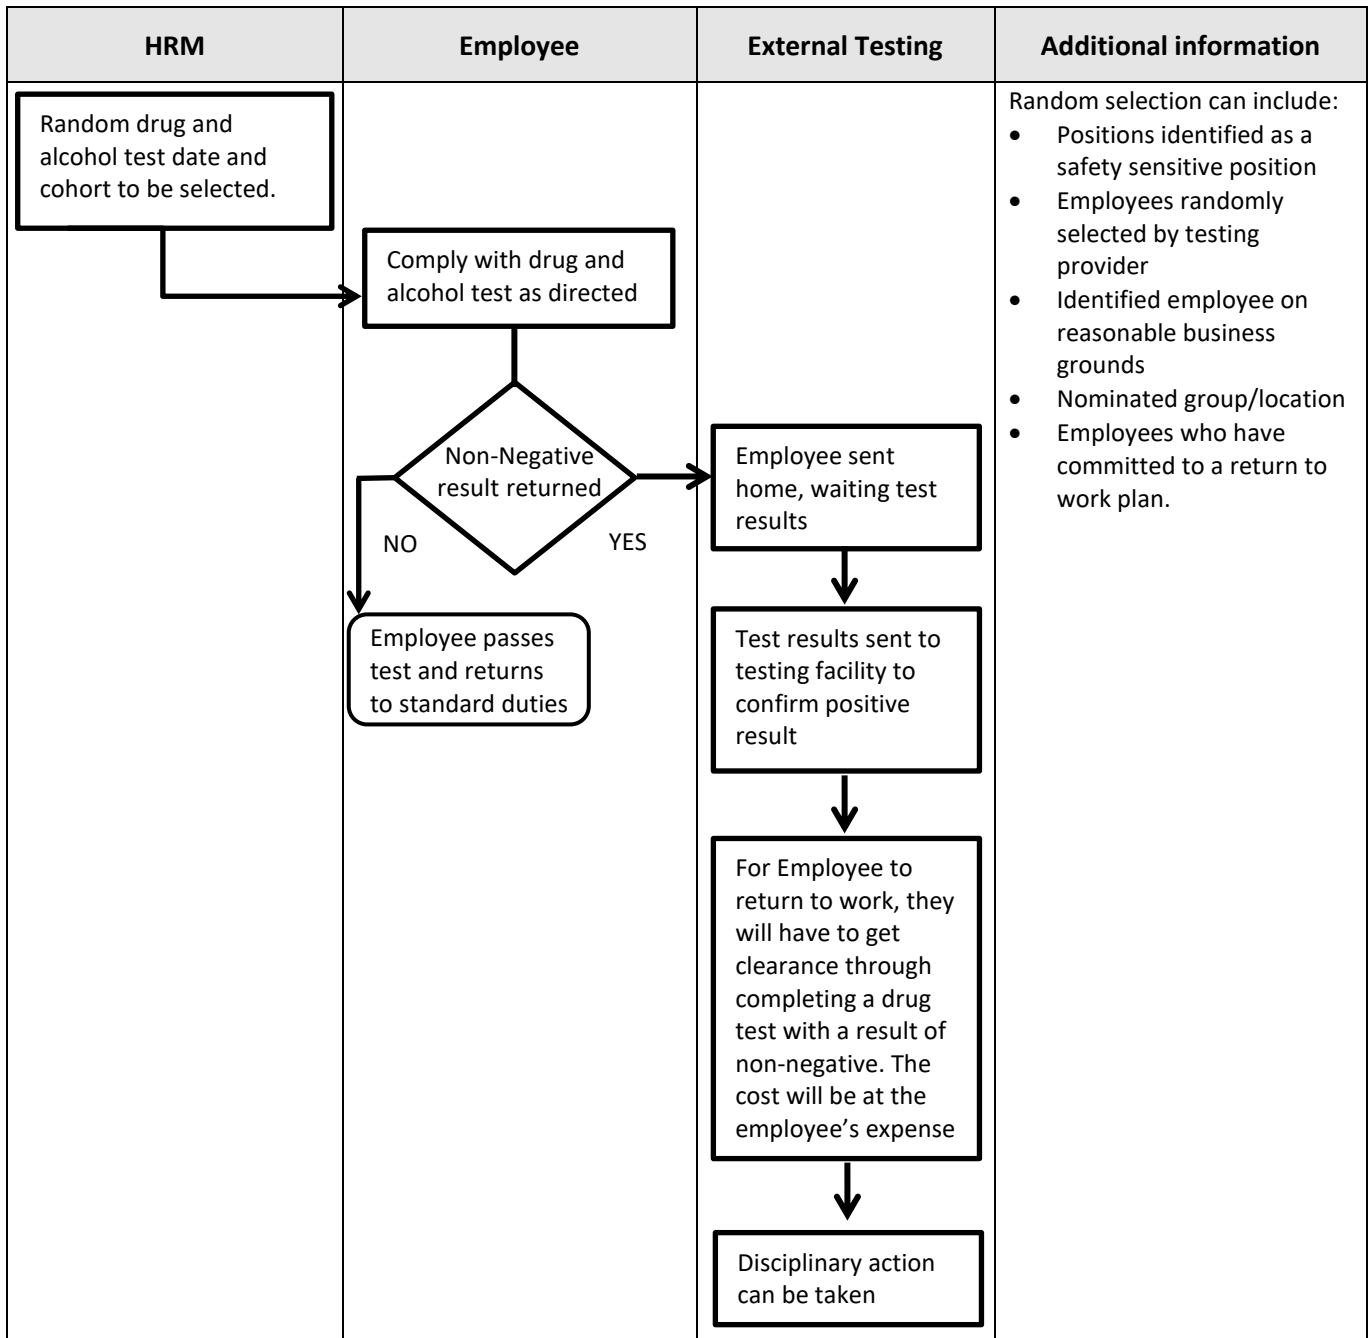 HRM
Employee
External Testing
Additional information
Random drug and
alcohol test date and
cohort to be selected.
Comply with drug and
alcohol test as directed
Non-Negative
result returned
NO
YES
Employee passes
test and returns
to standard duties
Employee sent
home, waiting test
results
Test results sent to
testing facility to
confirm positive
result
For Employee to
return to work, they
will have to get
clearance through
completing a drug
test with a result of
non-negative. The
cost will be at the
employee’s expense
Disciplinary action
can be taken
Random selection can include:
• Positions identified as a
safety sensitive position
• Employees randomly
selected by testing
provider
• Identified employee on
reasonable business
grounds
• Nominated group/location
• Employees who have
committed to a return to
work plan.